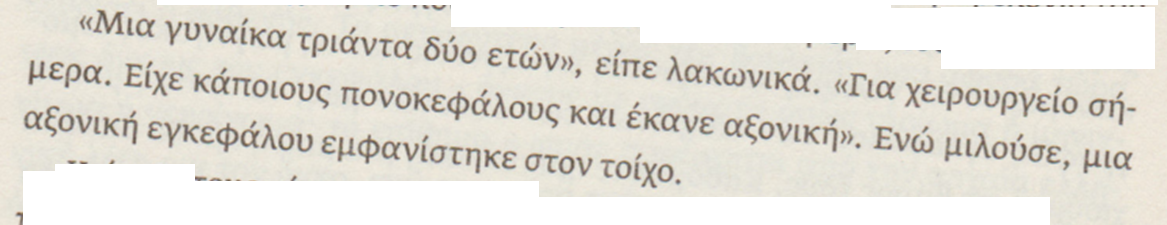 «Μια γυναίκα τριάντα δύο ετών», είπε λακωνικά. «Για χειρουργείο σή-
μερα. Είχε κάποιους πονοκεφάλους και έκανε αξονική». Ενώ μιλούσε, μια
αξονική εγκεφάλου εμφανίστηκε στον τοίχο.